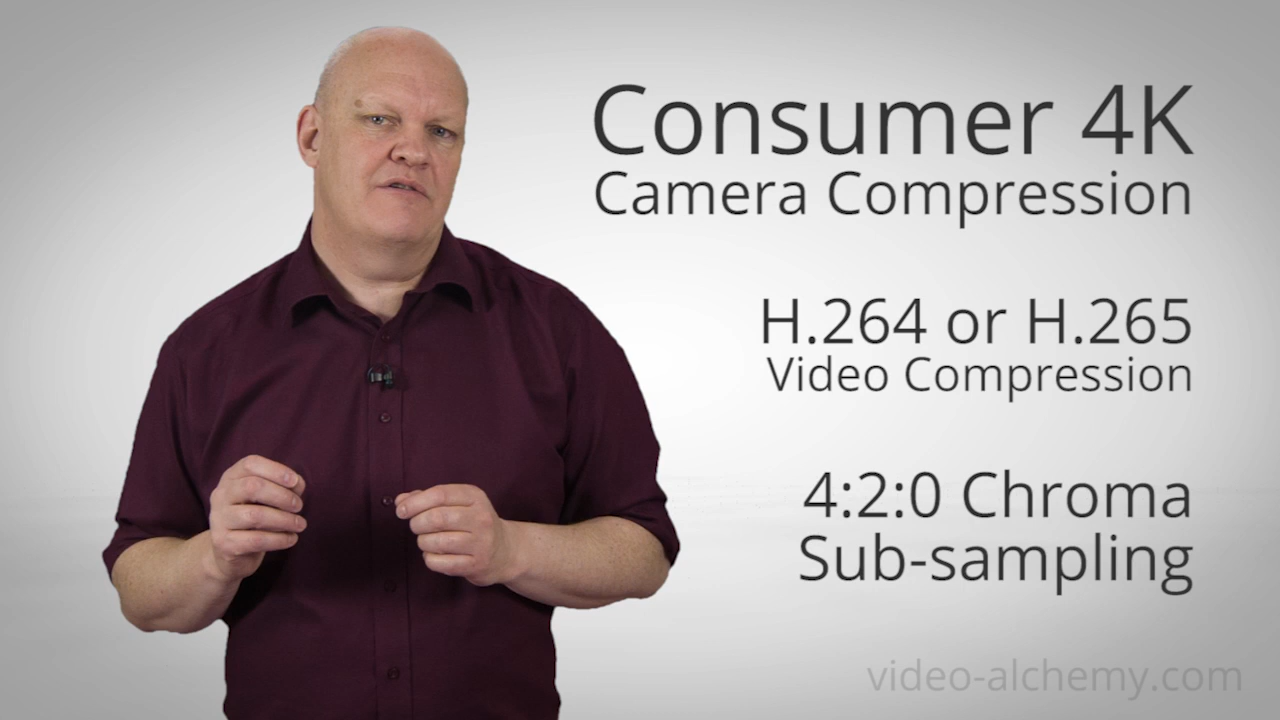 Consumer 4K
Camera Compression
H.264 or H.265
Video Compression
4:2:0 Chroma
Sub-sampling
video-alchemy.com